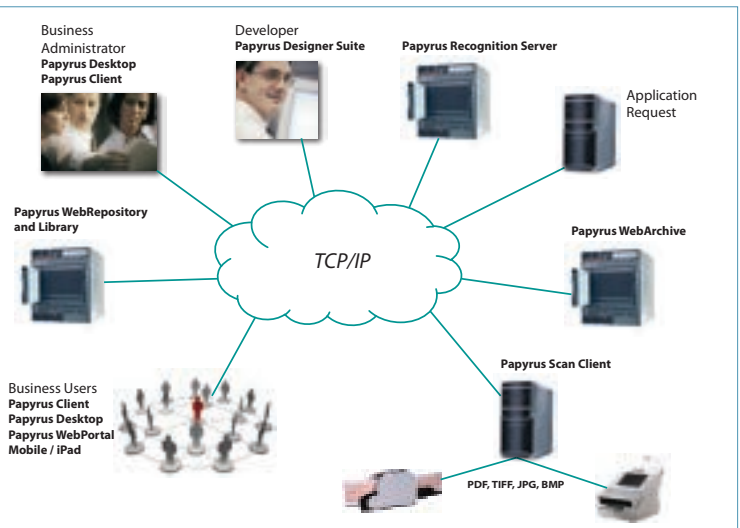 Business
Administrator
Papyrus Desktop
Papyrus Client
Developer
Papyrus Designer Suite
Papyrus Recognition Server
Application
Request
Papyrus WebRepository
and Library
TCP/IP
Papyrus WebArchive
Papyrus Scan Client
Business Users
Papyrus Client
Papyrus Desktop
Papyrus WebPortal
Mobile / iPad
PDF, TIFF, JPG, BMP